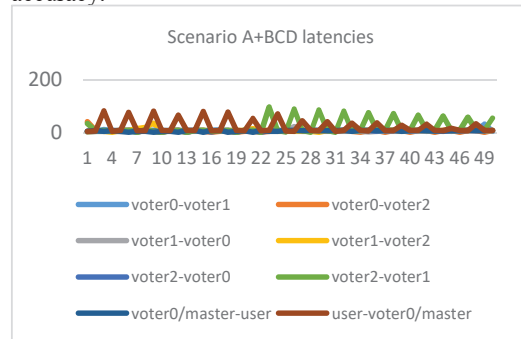 Scenario A+BCD latencies
200
0
1 4 7 10 13 16 19 22 25 28 31 34 37 40 43 46 49
voter0-voter1 voter0-voter2
voter1-voter0 voter1-voter2
voter2-voter0 voter2-voter1
voter0/master-user user-voter0/master